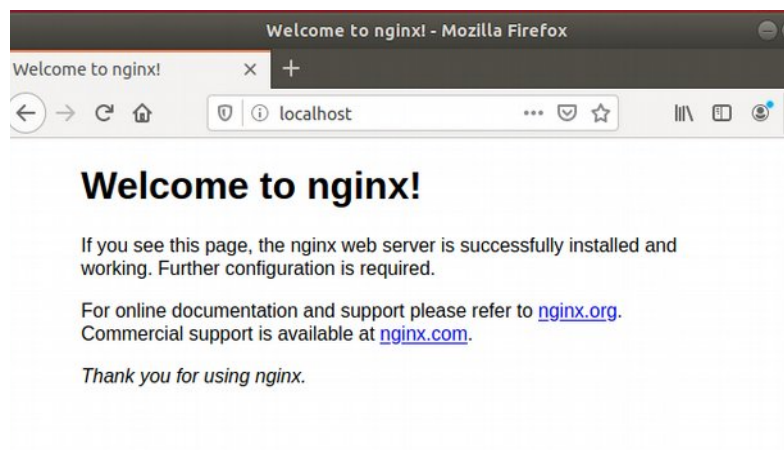 Welcome to nginx! - Mozilla Firefox
Welcome to nginx!
localhost
Welcome to nginx!
If you see this page, the nginx web server is successfully installed and
working. Further configuration is required.
For online documentation and support please refer to nginx.org.
Commercial support is available at nginx.com.
Thank you for using nginx.